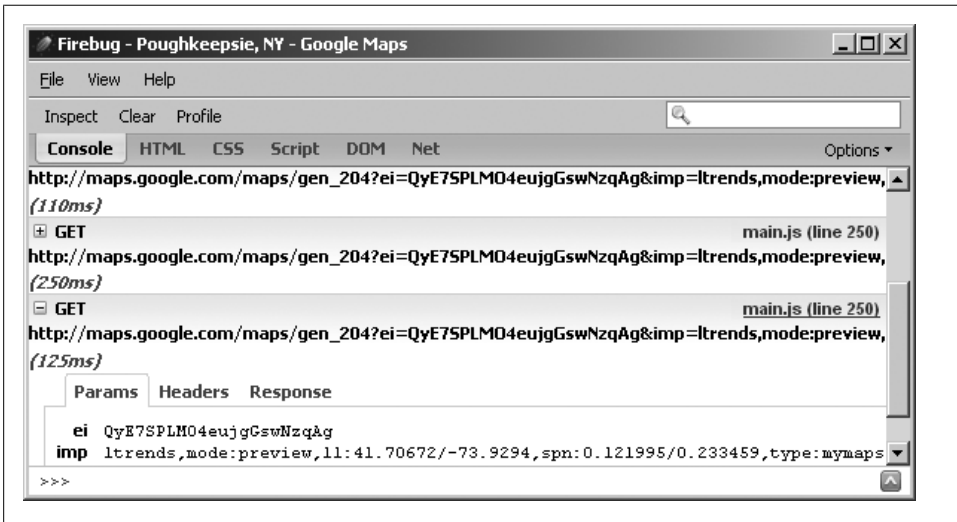 Firebug - Poughkeepsie, NY - Google Maps
File View Help
Inspect Clear Profile
Console HTML CSS Script DOM Net Options
http://maps.google.com/maps/gen_204?ei=QyE7SPLMO4eujgGswNzqAg&imp=ltrends,mode:preview,
(110ms)
GET main.js (line 250)
http://maps.google.com/maps/gen_204?ei=QyE7SPLMO4eujgGswNzqAg&imp=ltrends,mode:preview,
(250ms)
GET main.js (line 250)
http://maps.google.com/maps/gen_204?ei=QyE7SPLMO4eujgGswNzqAg&imp=ltrends,mode:preview,
(125ms)
Params Headers Response
ei QyE7SPLMO4eujgGswNzqAg
imp ltrends,mode:preview,ll:41.70672/-73.9294,spn:0.121995/0.233459,type:mymaps
>>>